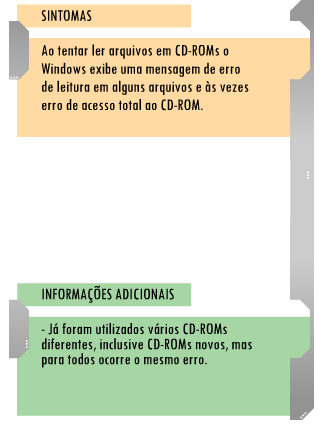 SINTOMAS
Ao tentar ler arquivos em CD-ROMs o
Windows exibe uma mensagem de erro
de leitura em alguns arquivos e às vezes
erro de acesso total ao CD-ROM.
INFORMAÇÕES ADICIONAIS
- Já foram utilizados vários CD-ROMs
diferentes, inclusive CD-ROMs novos, mas
para todos ocorre o mesmo erro.